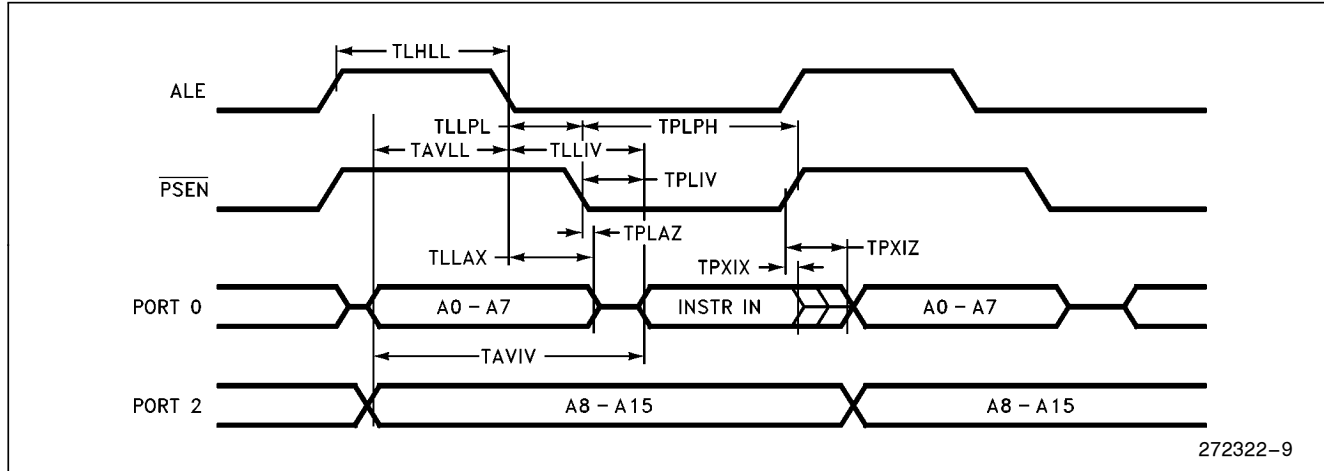 TLHLL
ALE
TLLPL
TPLPH
TAVLL
TLLIV
PSEN
TPLIV
TPLAZ
TLLAX
TPXIZ
TPXIX
PORT 0
A0 – A7
INSTR IN
A0 – A7
TAVIV
PORT 2
A8 – A15
A8 – A15
272322–9